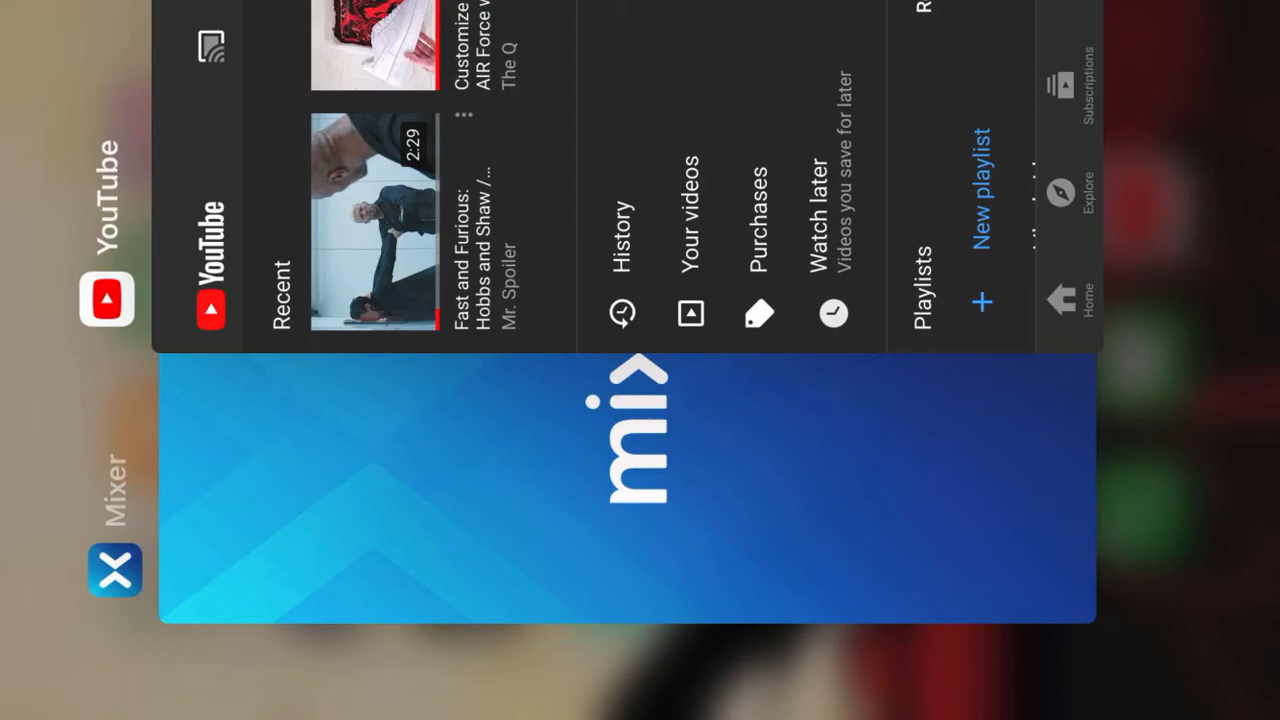 Mixer
YouTube
YouTube
Recent
2:29
Fast and Furious:
Hobbs and Shaw /...
Mr. Spoiler
Customize
AIR Force
The Q
History
Your videos
Purchases
Watch later
Videos you save for later
Playlists
R
New playlist
Home
Explore
Subscriptions
mix